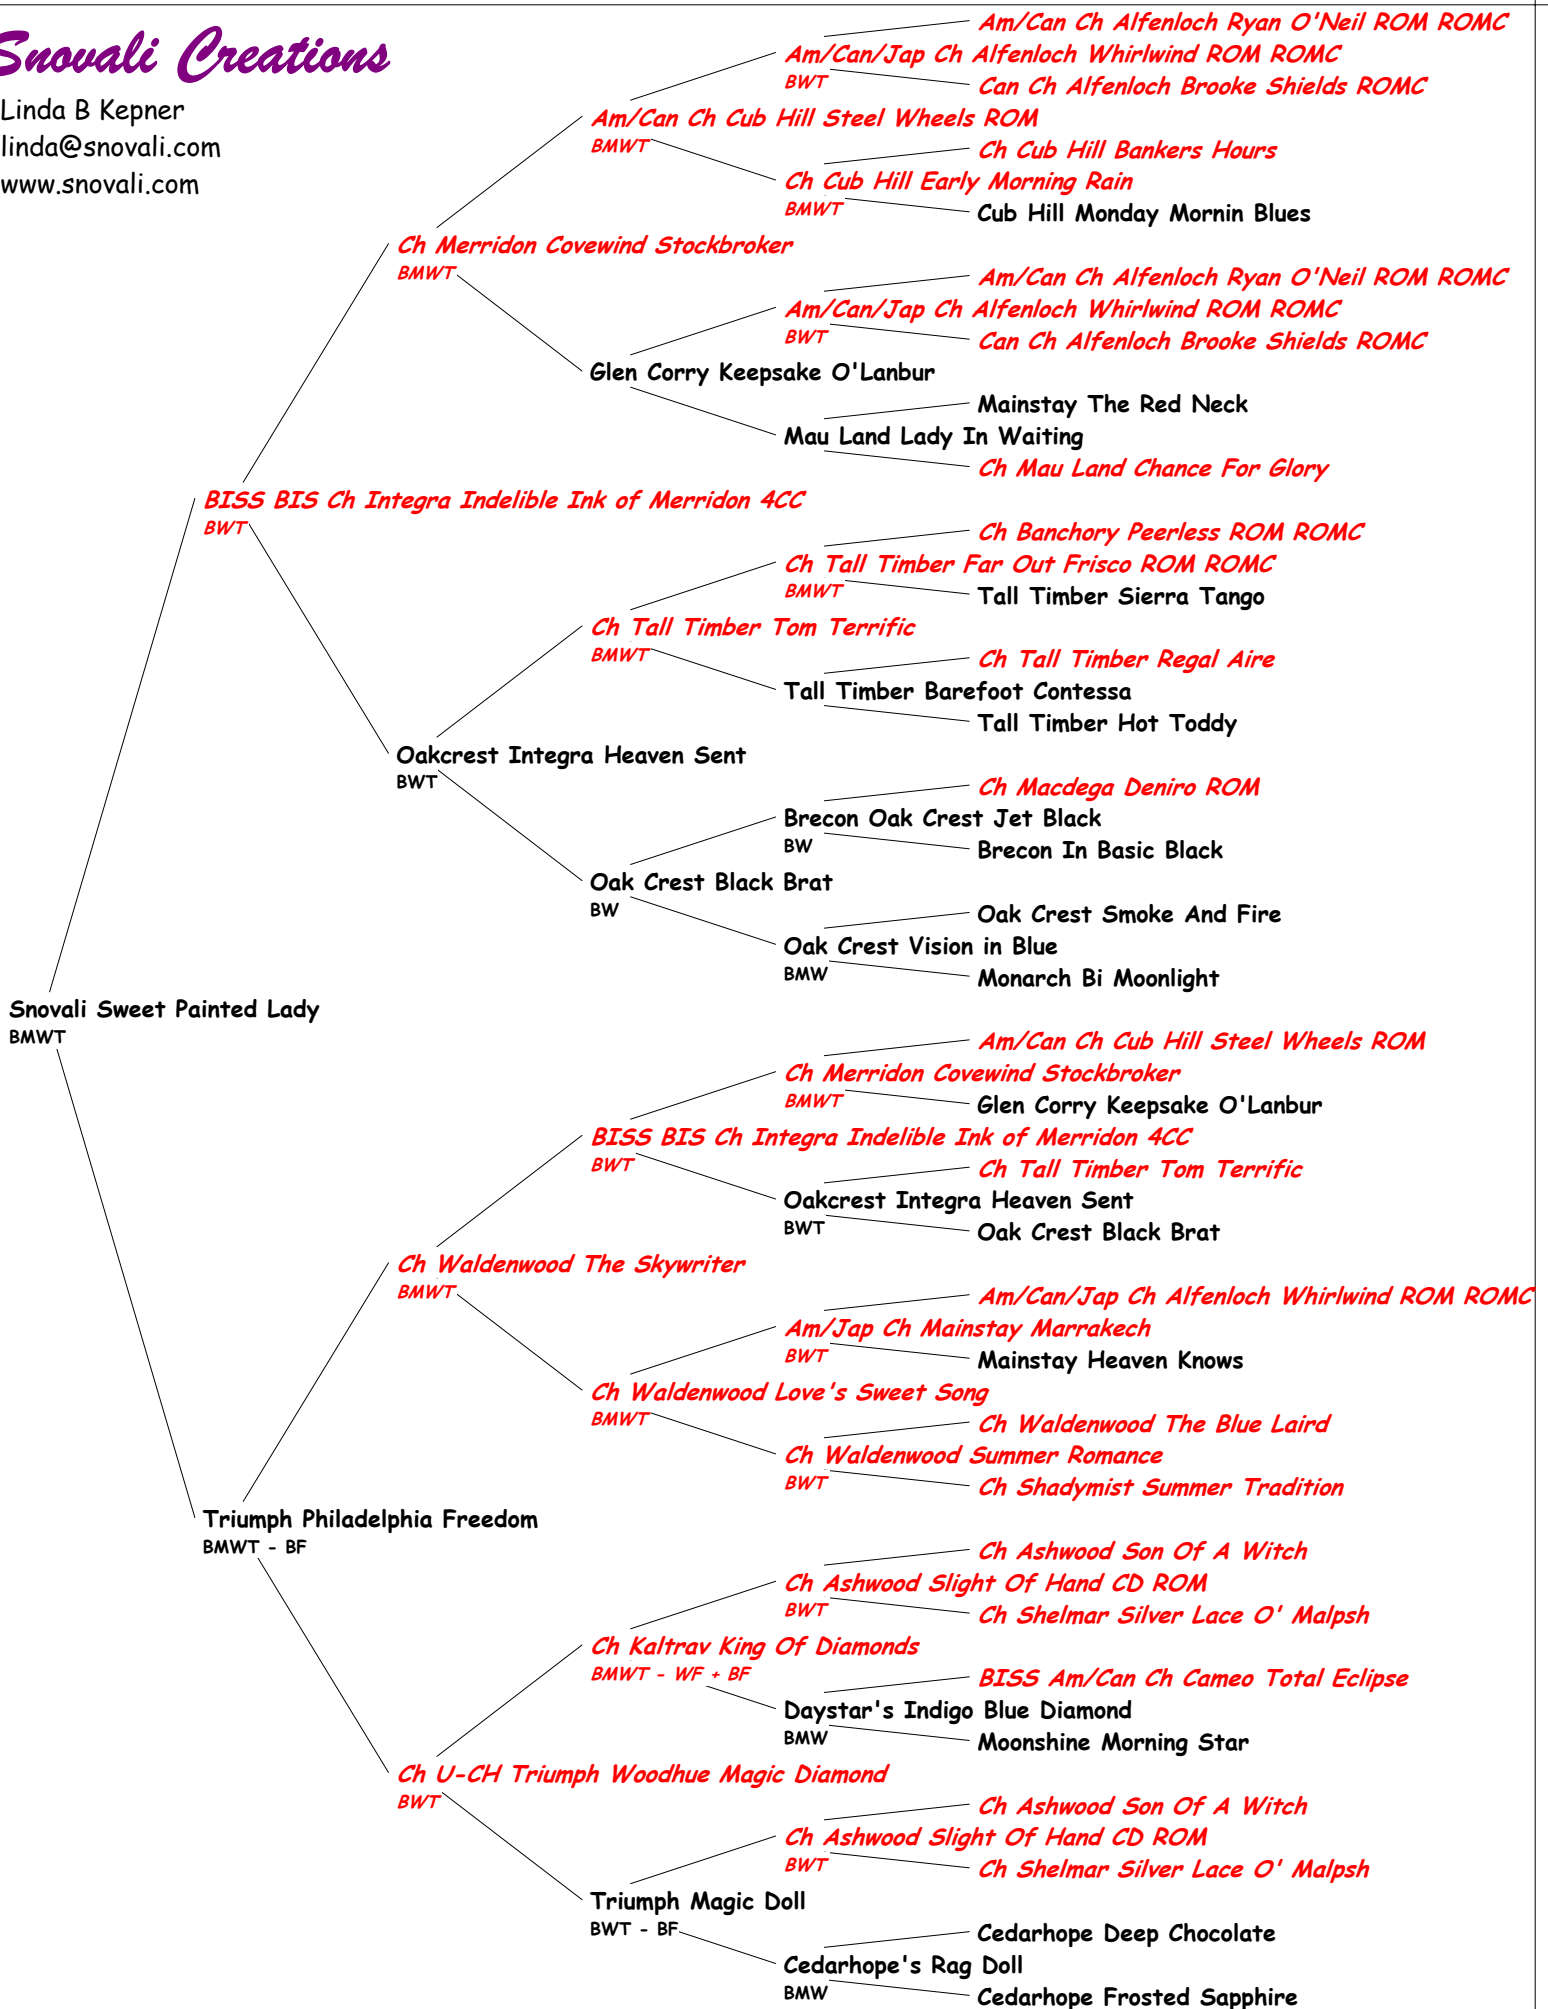 Snovali Creations
Linda B Kepner
linda@snovali.com
www.snovali.com
Am/Can Ch Alfenloch Ryan O'Neil ROM ROMC
Am/Can/Jap Ch Alfenloch Whirlwind ROM ROMC
BWT
Can Ch Alfenloch Brooke Shields ROMC
Am/Can Ch Cub Hill Steel Wheels ROM
BMWT
Ch Cub Hill Bankers Hours
Ch Cub Hill Early Morning Rain
BMWT
Cub Hill Monday Mornin Blues
Ch Merridon Covewind Stockbroker
BMWT
Am/Can Ch Alfenloch Ryan O'Neil ROM ROMC
Am/Can/Jap Ch Alfenloch Whirlwind ROM ROMC
BWT
Can Ch Alfenloch Brooke Shields ROMC
Glen Corry Keepsake O'Lanbur
Mainstay The Red Neck
Mau Land Lady In Waiting
Ch Mau Land Chance For Glory
BISS BIS Ch Integra Indelible Ink of Merridon 4CC
BWT
Ch Banchory Peerless ROM ROMC
Ch Tall Timber Far Out Frisco ROM ROMC
BMWT
Tall Timber Sierra Tango
Ch Tall Timber Tom Terrific
BMWT
Ch Tall Timber Regal Aire
Tall Timber Barefoot Contessa
Tall Timber Hot Toddy
Oakcrest Integra Heaven Sent
BWT
Ch Macdega Deniro ROM
Brecon Oak Crest Jet Black
BW
Brecon In Basic Black
Oak Crest Black Brat
BW
Oak Crest Smoke And Fire
Oak Crest Vision in Blue
BMW
Monarch Bi Moonlight
Snovali Sweet Painted Lady
BMWT
Am/Can Ch Cub Hill Steel Wheels ROM
Ch Merridon Covewind Stockbroker
BMWT
Glen Corry Keepsake O'Lanbur
BISS BIS Ch Integra Indelible Ink of Merridon 4CC
BWT
Ch Tall Timber Tom Terrific
Oakcrest Integra Heaven Sent
BWT
Oak Crest Black Brat
Ch Waldenwood The Skywriter
BMWT
Am/Can/Jap Ch Alfenloch Whirlwind ROM ROMC
Am/Jap Ch Mainstay Marrakech
BWT
Mainstay Heaven Knows
Ch Waldenwood Love's Sweet Song
BMWT
Ch Waldenwood The Blue Laird
Ch Waldenwood Summer Romance
BWT
Ch Shadymist Summer Tradition
Triumph Philadelphia Freedom
BMWT - BF
Ch Ashwood Son Of A Witch
Ch Ashwood Slight Of Hand CD ROM
BWT
Ch Shelmar Silver Lace O' Malpsh
Ch Kaltrav King Of Diamonds
BMWT - WF + BF
BISS Am/Can Ch Cameo Total Eclipse
Daystar's Indigo Blue Diamond
BMW
Moonshine Morning Star
Ch U-CH Triumph Woodhue Magic Diamond
BWT
Ch Ashwood Son Of A Witch
Ch Ashwood Slight Of Hand CD ROM
BWT
Ch Shelmar Silver Lace O' Malpsh
Triumph Magic Doll
BWT - BF
Cedarhope Deep Chocolate
Cedarhope's Rag Doll
BMW
Cedarhope Frosted Sapphire